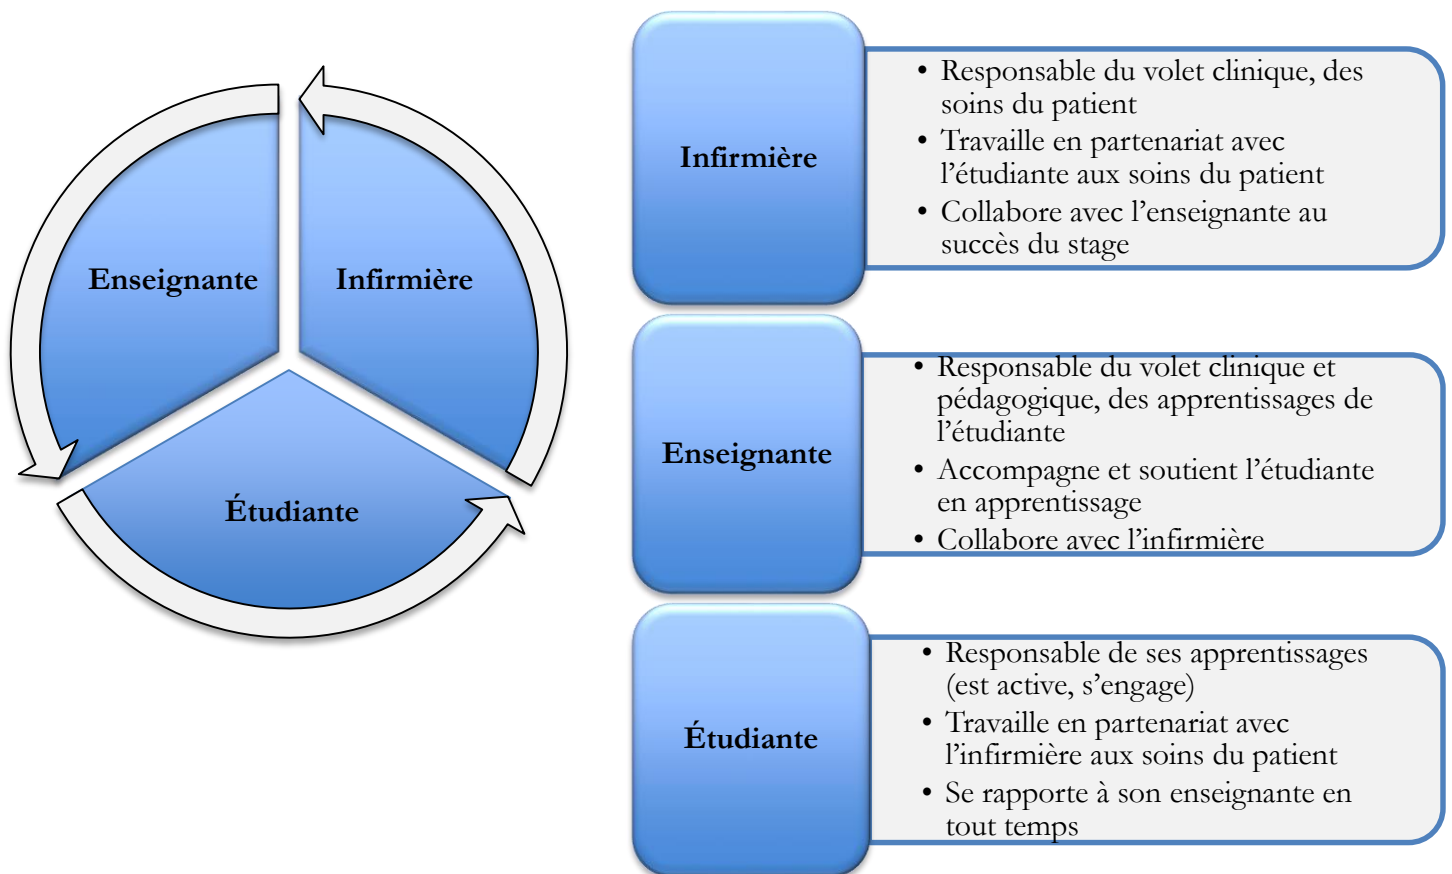 Enseignante
Infirmière
Étudiante
Infirmière
• Responsable du volet clinique, des
soins du patient
• Travaille en partenariat avec
l’étudiante aux soins du patient
• Collabore avec l’enseignante au
succès du stage
Enseignante
• Responsable du volet clinique et
pédagogique, des apprentissages de
l’étudiante
• Accompagne et soutient l’étudiante
en apprentissage
• Collabore avec l’infirmière
Étudiante
• Responsable de ses apprentissages
(est active, s’engage)
• Travaille en partenariat avec
l’infirmière aux soins du patient
• Se rapporte à son enseignante en
tout temps